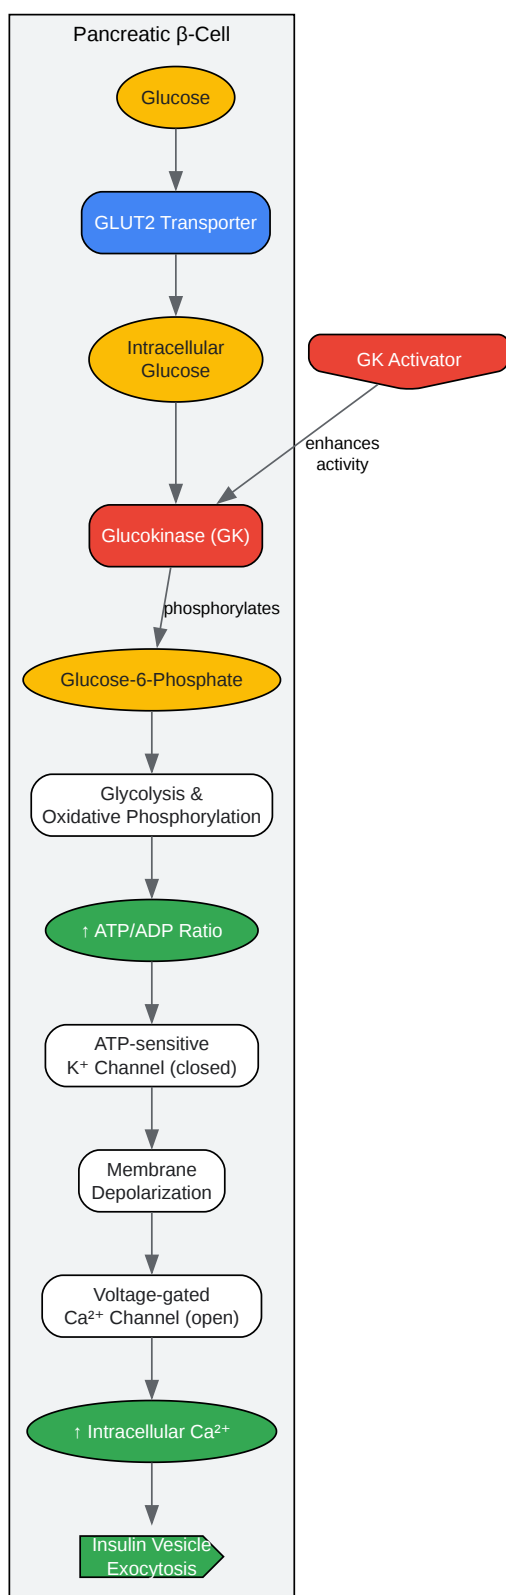 Pancreatic β-Cell
Glucose
GLUT2 Transporter
Intracellular
Glucose
GK Activator
enhances
activity
Glucokinase (GK)
phosphorylates
Glucose-6-Phosphate
Glycolysis &
Oxidative Phosphorylation
↑ ATP/ADP Ratio
ATP-sensitive
K⁺ Channel (closed)
Membrane
Depolarization
Voltage-gated
Ca²⁺ Channel (open)
↑ Intracellular Ca²⁺
Insulin Vesicle
Exocytosis